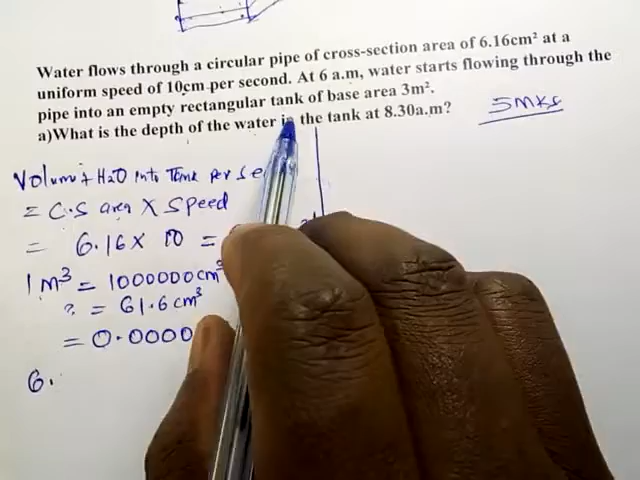 Water flows through a circular pipe of cross-section area of 6.16cm² at a
uniform speed of 10cm per second. At 6 a.m, water starts flowing through the
pipe into an empty rectangular tank of base area 3m².
a)What is the depth of the water in the tank at 8.30a.m?
5Mks
Volume H2O Into Tank per se
= C.S area X Speed
= 6.16 X 10 =
1m³ = 1000000cm³
? = 61.6cm³
= 0.0000
6.